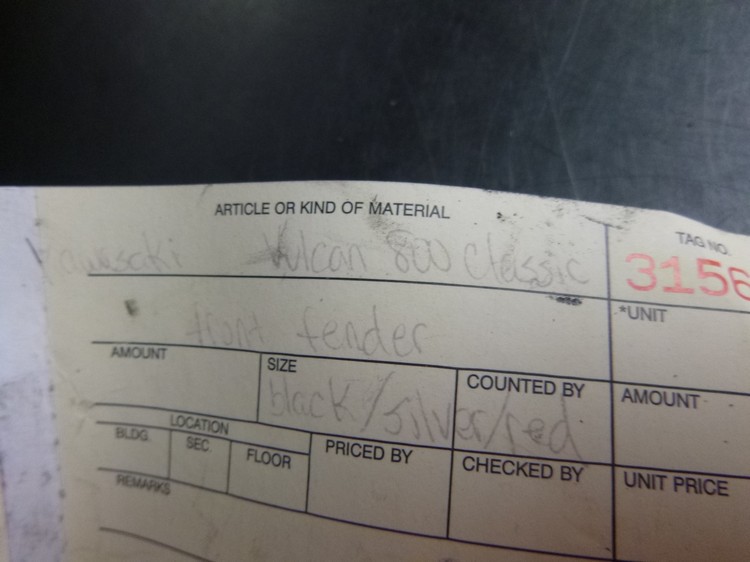 ARTICLE OR KIND OF MATERIAL
TAG NO.
Kawasaki Vulcan 800 Classic
3156
front fender
*UNIT
AMOUNT
SIZE
COUNTED BY
AMOUNT
black/silver/red
LOCATION
BLDG.
SEC.
FLOOR
PRICED BY
CHECKED BY
UNIT PRICE
REMARKS